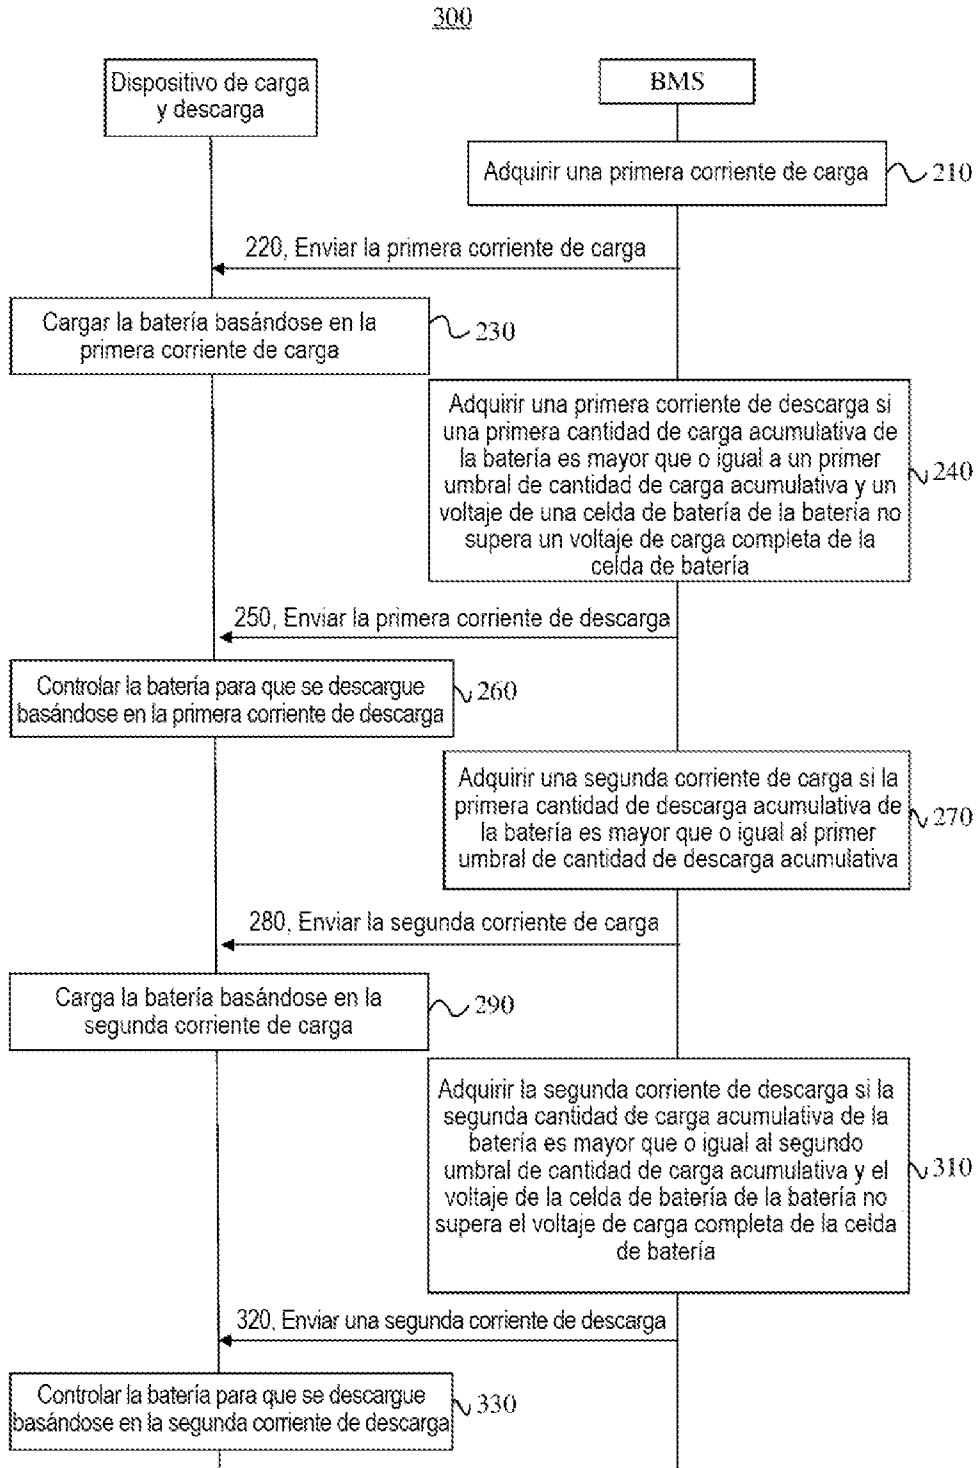 300
Dispositivo de carga
y descarga
BMS
Adquirir una primera corriente de carga
210
220, Enviar la primera corriente de carga
Cargar la batería basándose en la
primera corriente de carga
230
Adquirir una primera corriente de descarga si
una primera cantidad de carga acumulativa de
la batería es mayor que o igual a un primer
umbral de cantidad de carga acumulativa y un
voltaje de una celda de batería de la batería no
supera un voltaje de carga completa de la
celda de batería
240
250, Enviar la primera corriente de descarga
Controlar la batería para que se descargue
basándose en la primera corriente de descarga
260
Adquirir una segunda corriente de carga si la
primera cantidad de descarga acumulativa de
la batería es mayor que o igual al primer
umbral de cantidad de descarga acumulativa
270
280, Enviar la segunda corriente de carga
Carga la batería basándose en la
segunda corriente de carga
290
Adquirir la segunda corriente de descarga si la
segunda cantidad de carga acumulativa de la
batería es mayor que o igual al segundo
umbral de cantidad de carga acumulativa y el
voltaje de la celda de batería de la batería no
supera el voltaje de carga completa de la celda
de batería
310
320, Enviar una segunda corriente de descarga
Controlar la batería para que se descargue
basándose en la segunda corriente de descarga
330